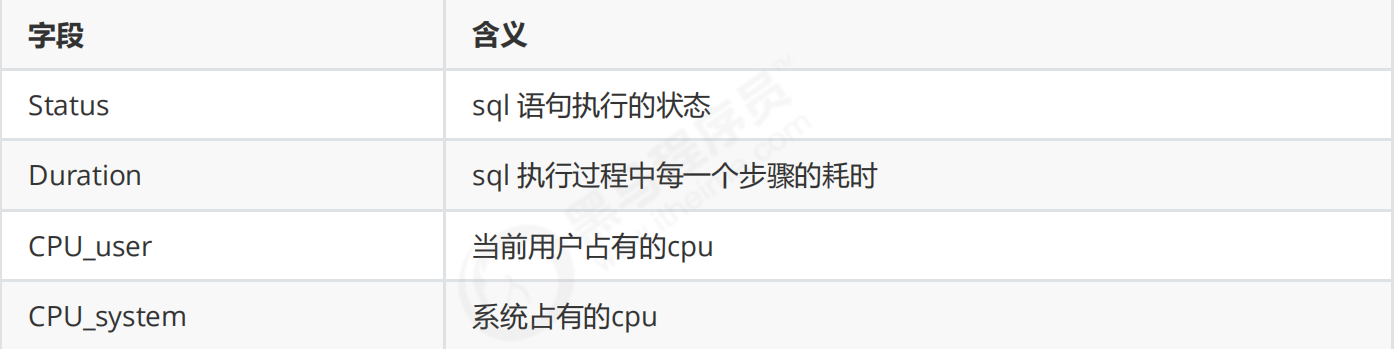 字段 含义
Status sql 语句执行的状态
Duration sql 执行过程中每一个步骤的耗时
CPU_user 当前用户占有的cpu
CPU_system 系统占有的cpu
黑马程序员
www.itheima.com